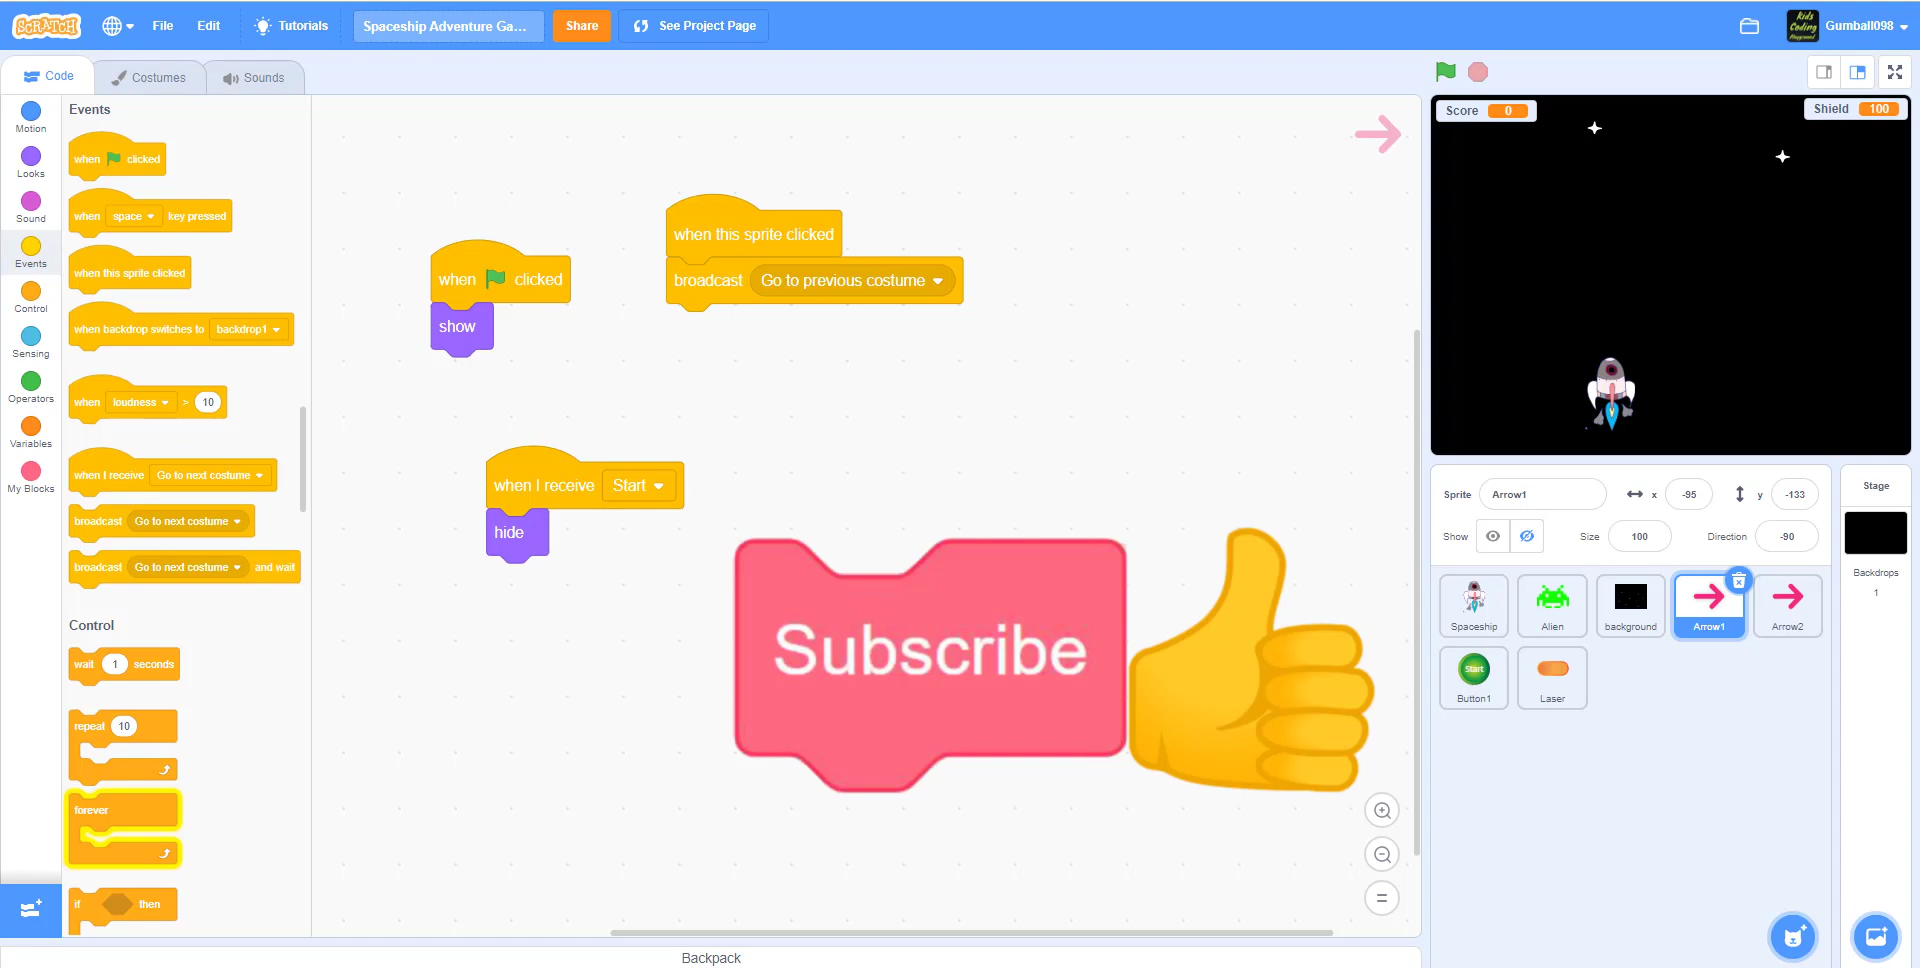 SCRATCH
File
Edit
Tutorials
Spaceship Adventure Ga...
Share
See Project Page
Kids
Coding
Playground
Gumball098
Code
Costumes
Sounds
Motion
Looks
Sound
Events
Control
Sensing
Operators
Variables
My Blocks
Events
when clicked
when space key pressed
when this sprite clicked
when backdrop switches to backdrop1
when loudness > 10
when I receive Go to next costume
broadcast Go to next costume
broadcast Go to next costume and wait
Control
wait 1 seconds
repeat 10
forever
if then
when clicked
show
when this sprite clicked
broadcast Go to previous costume
when I receive Start
hide
Subscribe
=
Backpack
Score 0
Shield 100
Sprite Arrow1 x -95 y -133
Show Size 100 Direction -90
Spaceship
Alien
background
Arrow1
Arrow2
Start
Button1
Laser
Stage
Backdrops
1